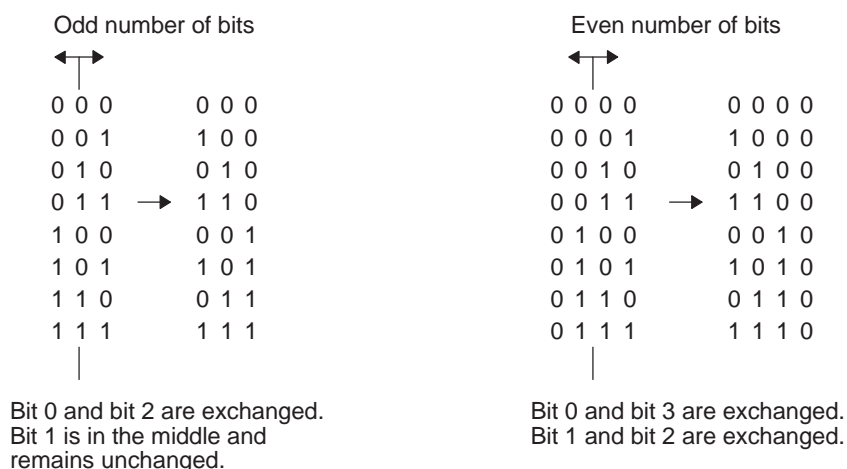 Odd number of bits
0 0 0 0 0 0
0 0 1 1 0 0
0 1 0 0 1 0
0 1 1 1 1 0
1 0 0 0 0 1
1 0 1 1 0 1
1 1 0 0 1 1
1 1 1 1 1 1
Bit 0 and bit 2 are exchanged.
Bit 1 is in the middle and
remains unchanged.
Even number of bits
0 0 0 0 0 0 0 0
0 0 0 1 1 0 0 0
0 0 1 0 0 1 0 0
0 0 1 1 1 1 0 0
0 1 0 0 0 0 1 0
0 1 0 1 1 0 1 0
0 1 1 0 0 1 1 0
0 1 1 1 1 1 1 0
Bit 0 and bit 3 are exchanged.
Bit 1 and bit 2 are exchanged.